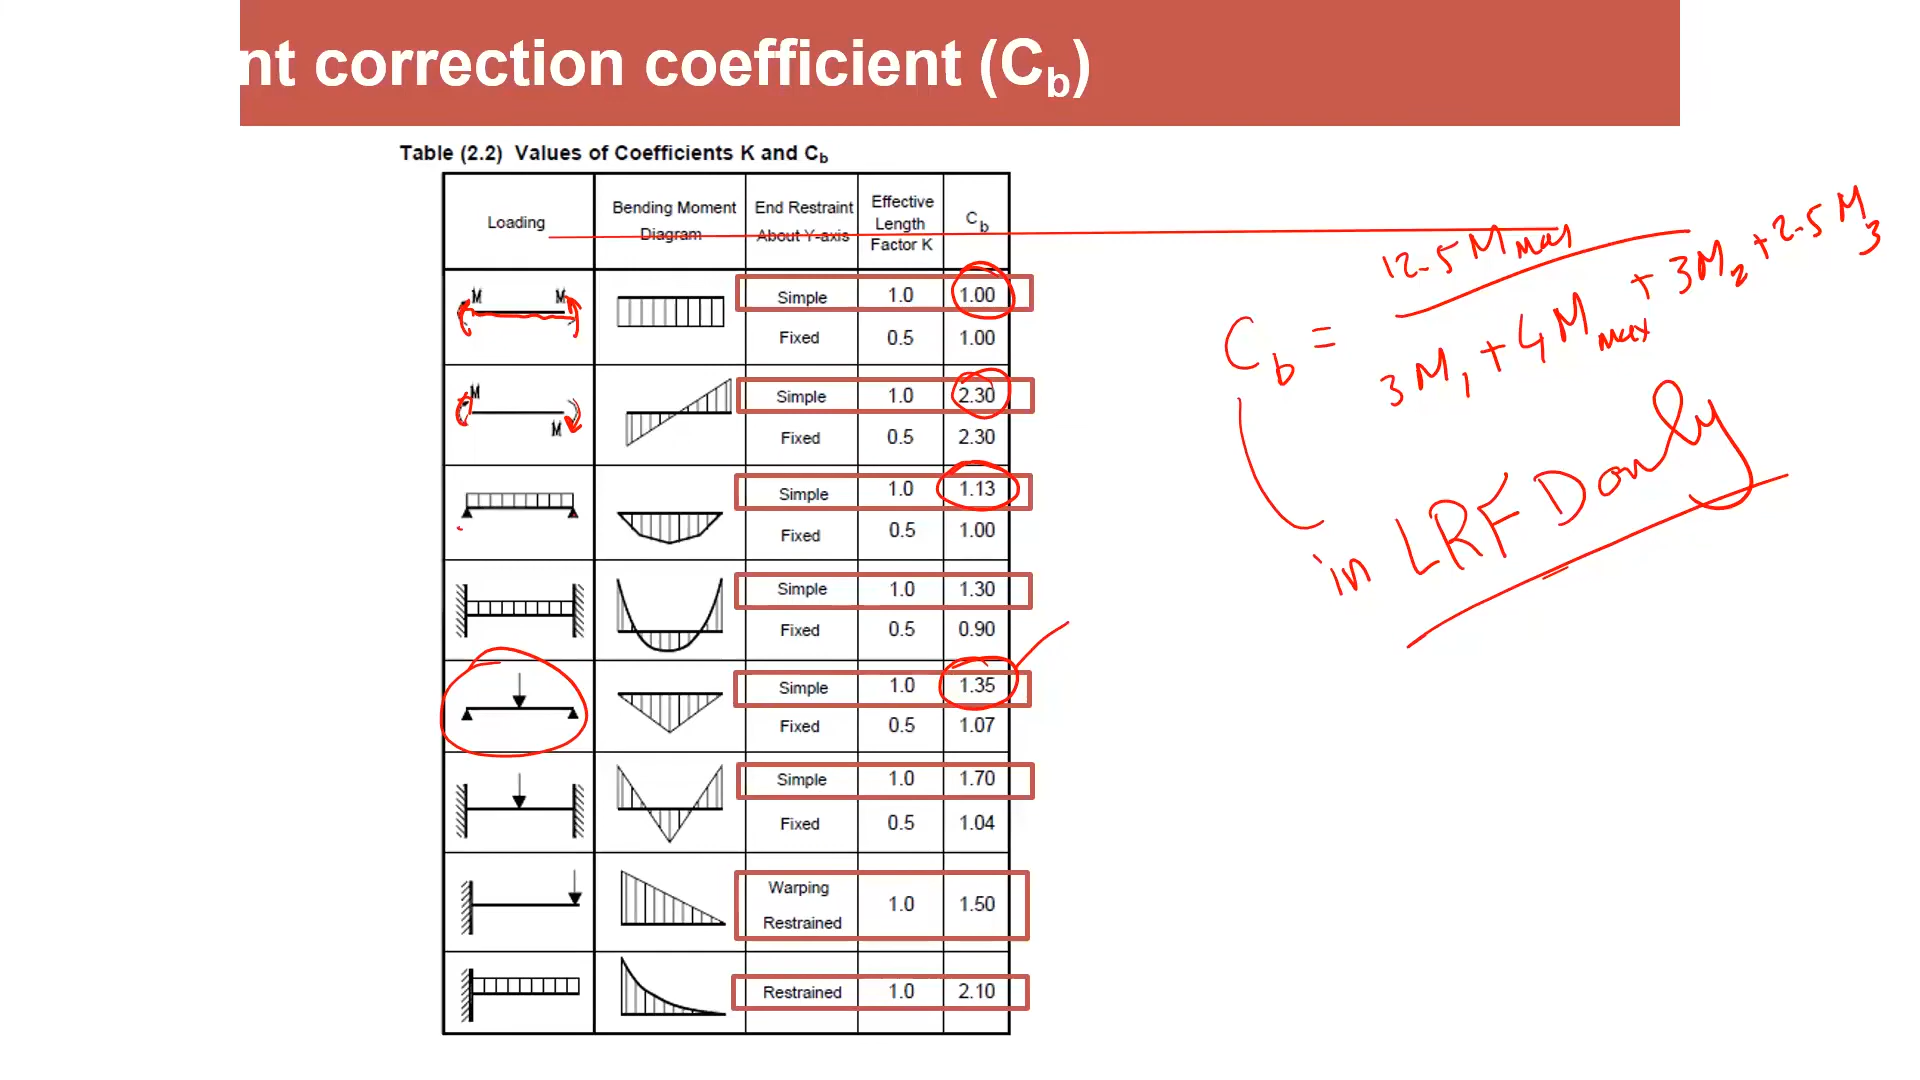 nt correction coefficient (Cb)
Table (2.2) Values of Coefficients K and Cb
Loading Bending Moment Diagram End Restraint About Y-axis Effective Length Factor K Cb
M M Simple 1.0 1.00
Fixed 0.5 1.00
M M Simple 1.0 2.30
Fixed 0.5 2.30
Simple 1.0 1.13
Fixed 0.5 1.00
Simple 1.0 1.30
Fixed 0.5 0.90
Simple 1.0 1.35
Fixed 0.5 1.07
Simple 1.0 1.70
Fixed 0.5 1.04
Warping Restrained 1.0 1.50
Restrained 1.0 2.10
12.5 Mmax
Cb =
3M1 + 4Mmax + 3M2 + 2.5M3
in LRFD only